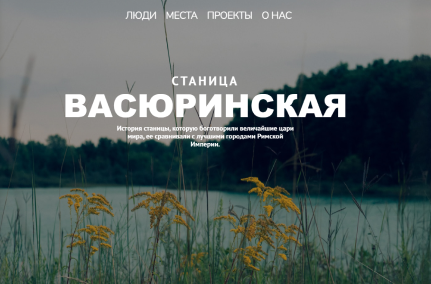 ЛЮДИ МЕСТА ПРОЕКТЫ О НАС
СТАНИЦА
ВАСЮРИНСКАЯ
История станицы, которую боготворили величайшие цари
мира, ее сравнивали с лучшими городами Римской
Империи.